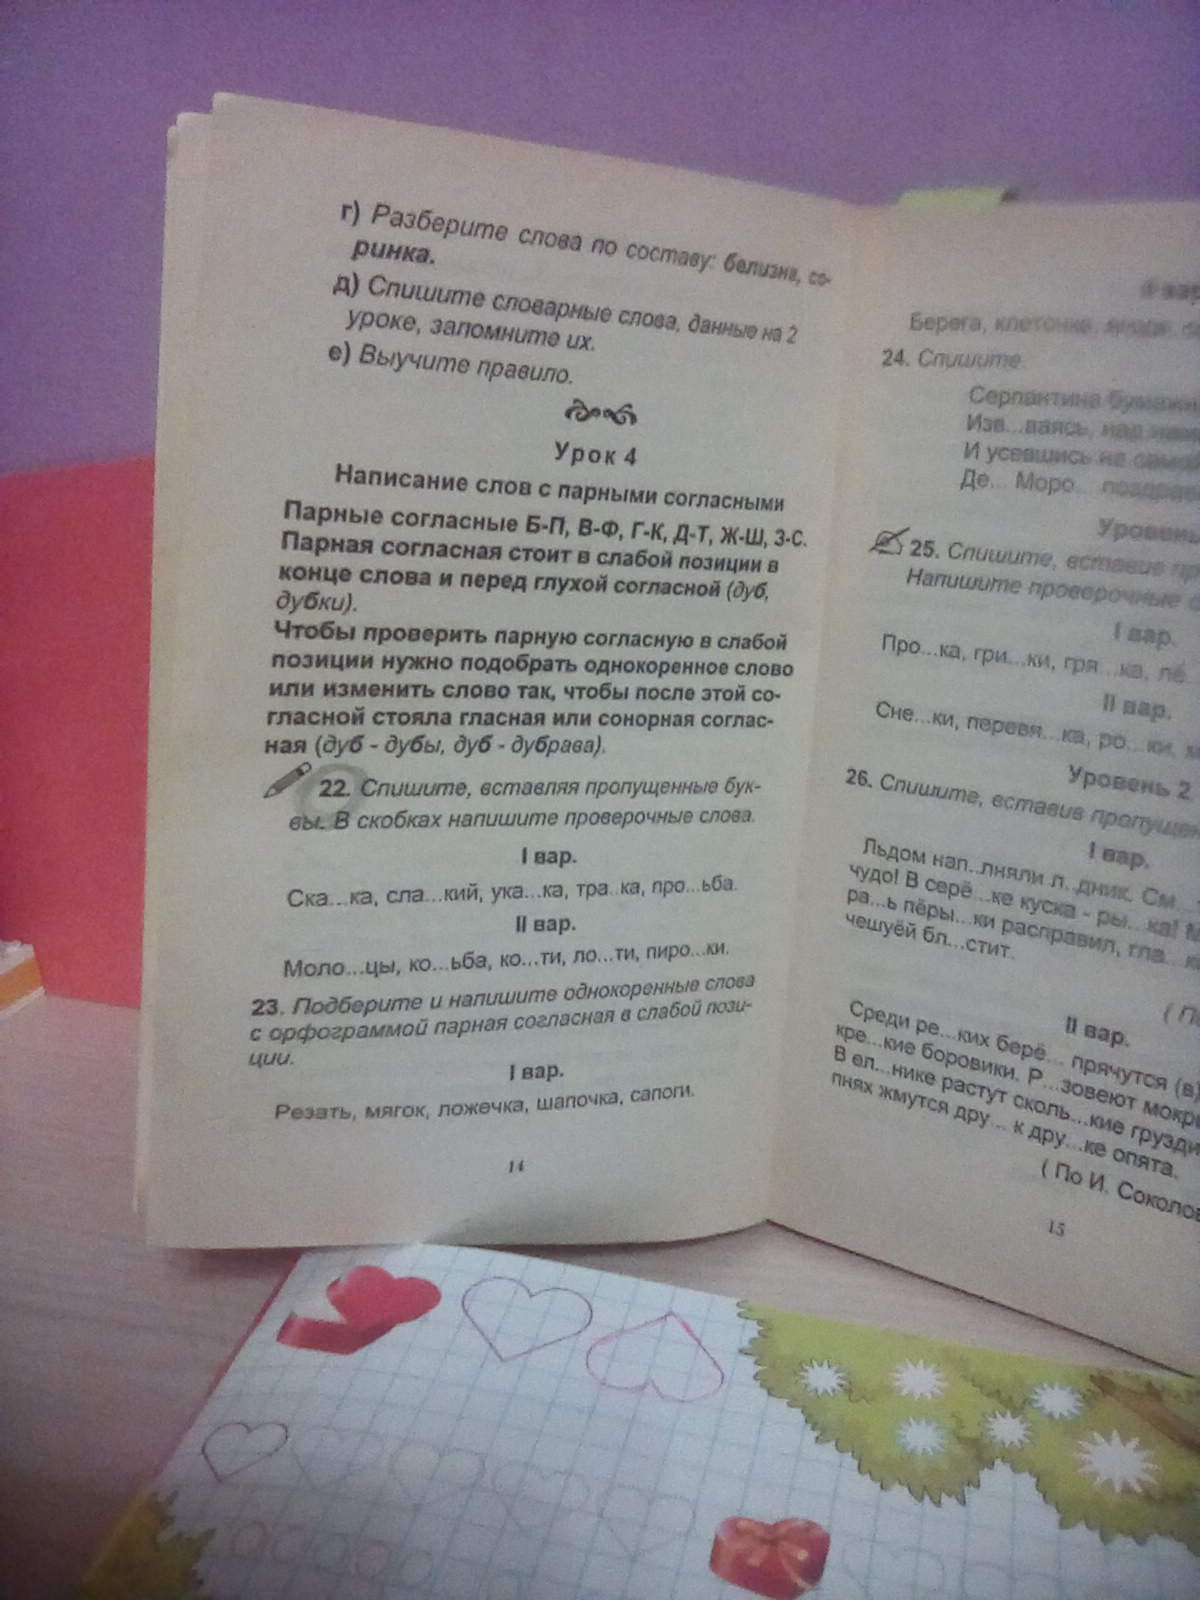 г) Разберите слова по составу: белизна, со-
ринка.
д) Спишите словарные слова, данные на 2
уроке, запомните их.
е) Выучите правило.
Урок 4
Написание слов с парными согласными
Парные согласные Б-П, В-Ф, Г-К, Д-Т, Ж-Ш, З-С.
Парная согласная стоит в слабой позиции в
конце слова и перед глухой согласной (дуб,
дубки).
Чтобы проверить парную согласную в слабой
позиции нужно подобрать однокоренное слово
или изменить слово так, чтобы после этой со-
гласной стояла гласная или сонорная соглас-
ная (дуб - дубы, дуб - дубрава).
22. Спишите, вставляя пропущенные бук-
вы. В скобках напишите проверочные слова.
I вар.
Ска...ка, сла...кий, ука...ка, тра..ка, про...ьба.
II вар.
Моло...цы, ко...ьба, ко...ти, ло...ти, пиро...ки.
23. Подберите и напишите однокоренные слова
с орфограммой парная согласная в слабой пози-
ции.
I вар.
Резать, мягок, ложечка, шапочка, сапоги.
14
Берега, клеточка,
24. Спишите.
Серпантина
Изв...ваясь, над
И усевшись на
Де... Моро...
Уровень
25. Спишите, вставив
Напишите проверочные
I вар.
Про...ка, гри...ки, гря...ка,
II вар.
Сне...ки, перевя...ка, ро...ки,
Уровень 2
26. Спишите, вставив
I вар.
Льдом нап..лняли л..дник. См...
чудо! В серё...ке куска - ры...ка!
ра...ь пёры...ки расправил, гла...
чешуёй бл...стит.
II вар.
Среди ре...ких берё... прячутся (в)
кре...кие боровики. Р...зовеют
В ел...нике растут сколь...кие грузди
пнях жмутся дру... к дру...ке опята.
( По И.
15